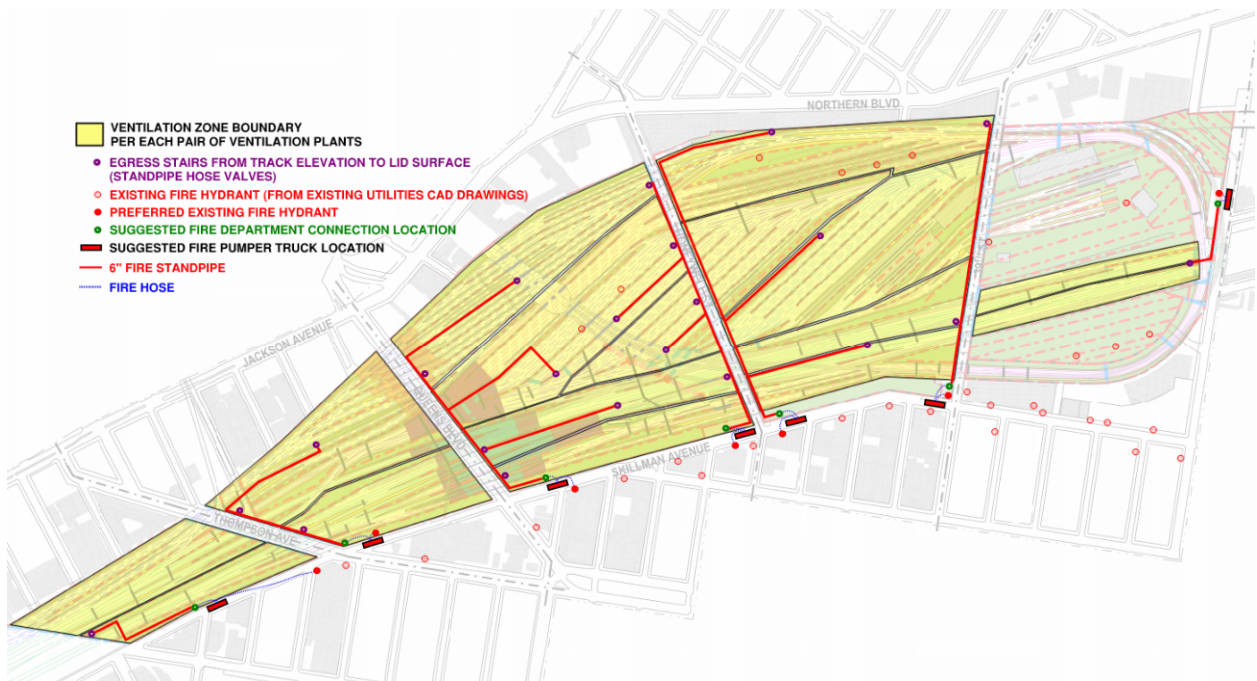 VENTILATION ZONE BOUNDARY
PER EACH PAIR OF VENTILATION PLANTS
EGRESS STAIRS FROM TRACK ELEVATION TO LID SURFACE
(STANDPIPE HOSE VALVES)
EXISTING FIRE HYDRANT (FROM EXISTING UTILITIES CAD DRAWINGS)
PREFERRED EXISTING FIRE HYDRANT
SUGGESTED FIRE DEPARTMENT CONNECTION LOCATION
SUGGESTED FIRE PUMPER TRUCK LOCATION
6" FIRE STANDPIPE
FIRE HOSE
NORTHERN BLVD
JACKSON AVENUE
QUEENS BLVD
SKILLMAN AVENUE
THOMPSON AVE